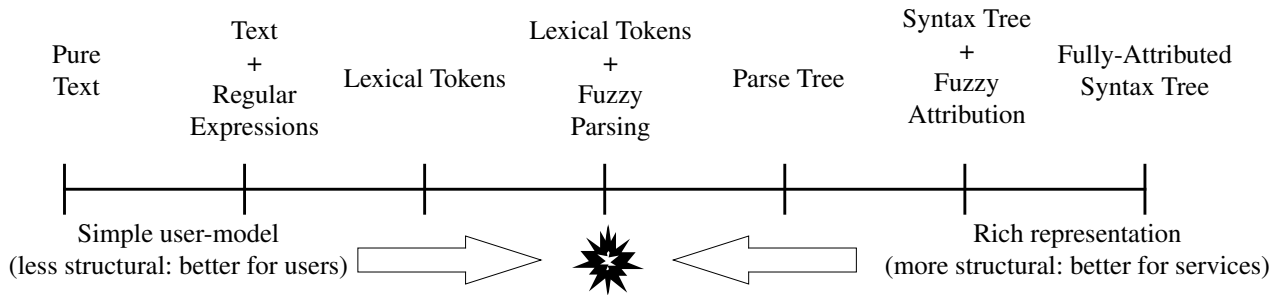 Pure
Text
Text
+
Regular
Expressions
Lexical Tokens
Lexical Tokens
+
Fuzzy
Parsing
Parse Tree
Syntax Tree
+
Fuzzy
Attribution
Fully-Attributed
Syntax Tree
Simple user-model
(less structural: better for users)
Rich representation
(more structural: better for services)